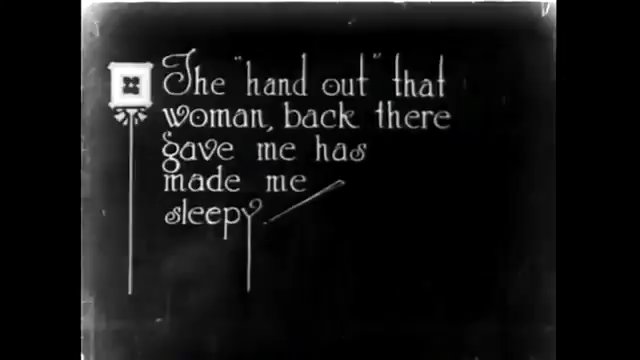 The "hand out" that
woman, back there
gave me has
made me
sleepy